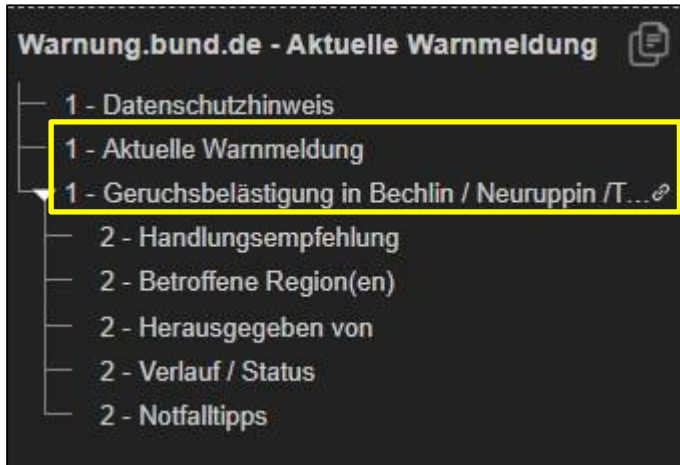 Warnung.bund.de - Aktuelle Warnmeldung
1 - Datenschutzhinweis
1 - Aktuelle Warnmeldung
1 - Geruchsbelästigung in Bechlin / Neuruppin /T...
2 - Handlungsempfehlung
2 - Betroffene Region(en)
2 - Herausgegeben von
2 - Verlauf / Status
2 - Notfalltipps